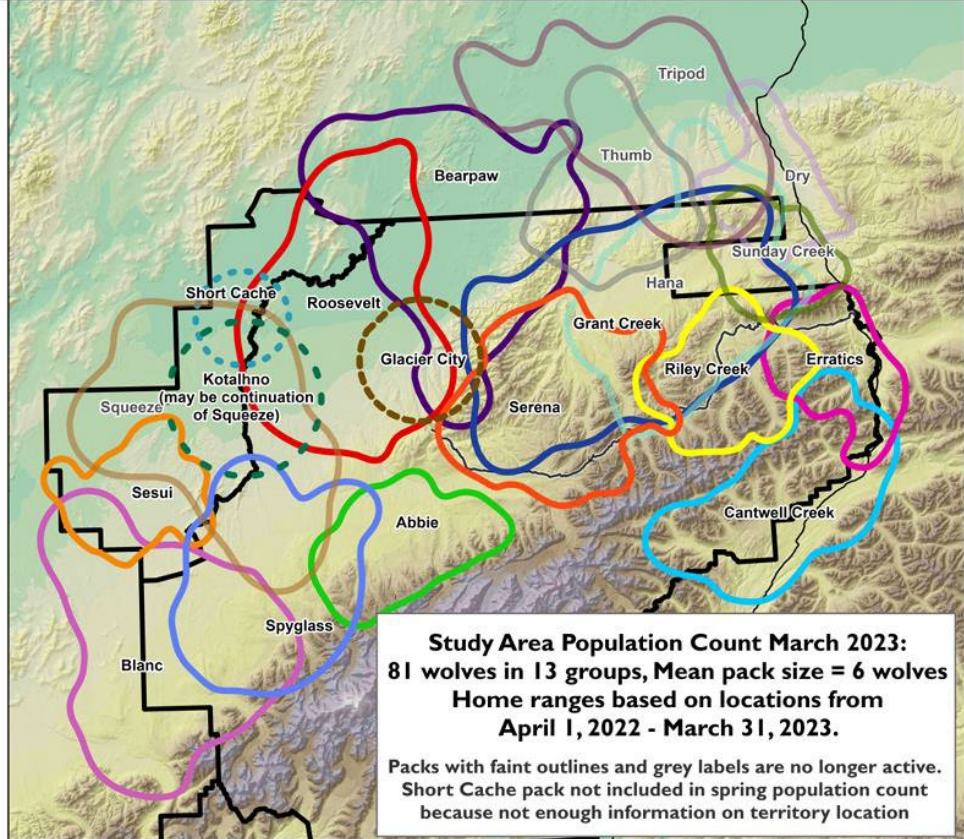 Tripod
Thumb
Bearpaw
Dry
Sunday Creek
Hana
Short Cache
Roosevelt
Grant Creek
Glacier City
Erratics
Riley Creek
Kotalhno
(may be continuation
of Squeeze)
Squeeze
Serena
Sesui
Abbie
Cantwell Creek
Spyglass
Blanc
Study Area Population Count March 2023:
81 wolves in 13 groups, Mean pack size = 6 wolves
Home ranges based on locations from
April 1, 2022 - March 31, 2023.
Packs with faint outlines and grey labels are no longer active.
Short Cache pack not included in spring population count
because not enough information on territory location